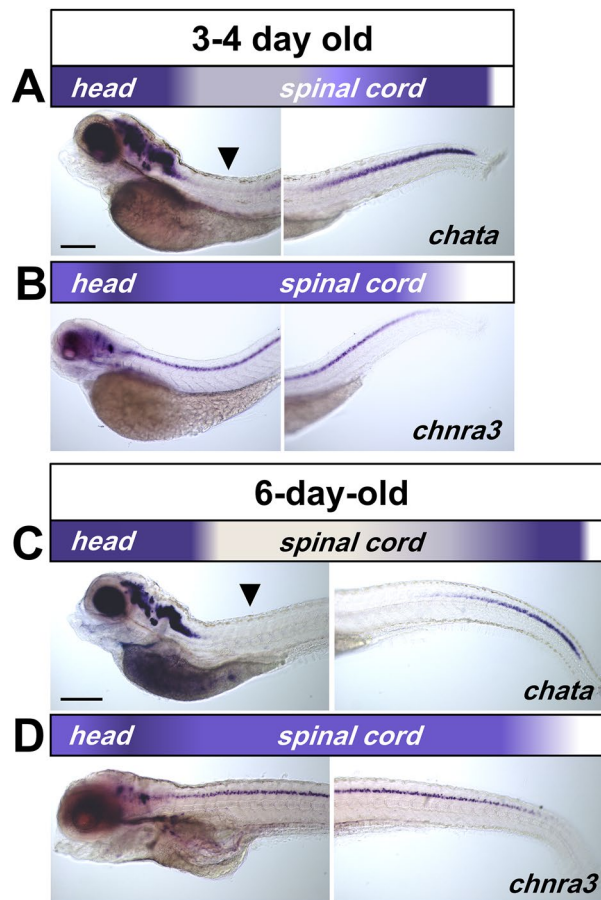 3-4 day old
A
head spinal cord
chata
B
head spinal cord
chnra3
6-day-old
C
head spinal cord
chata
D
head spinal cord
chnra3